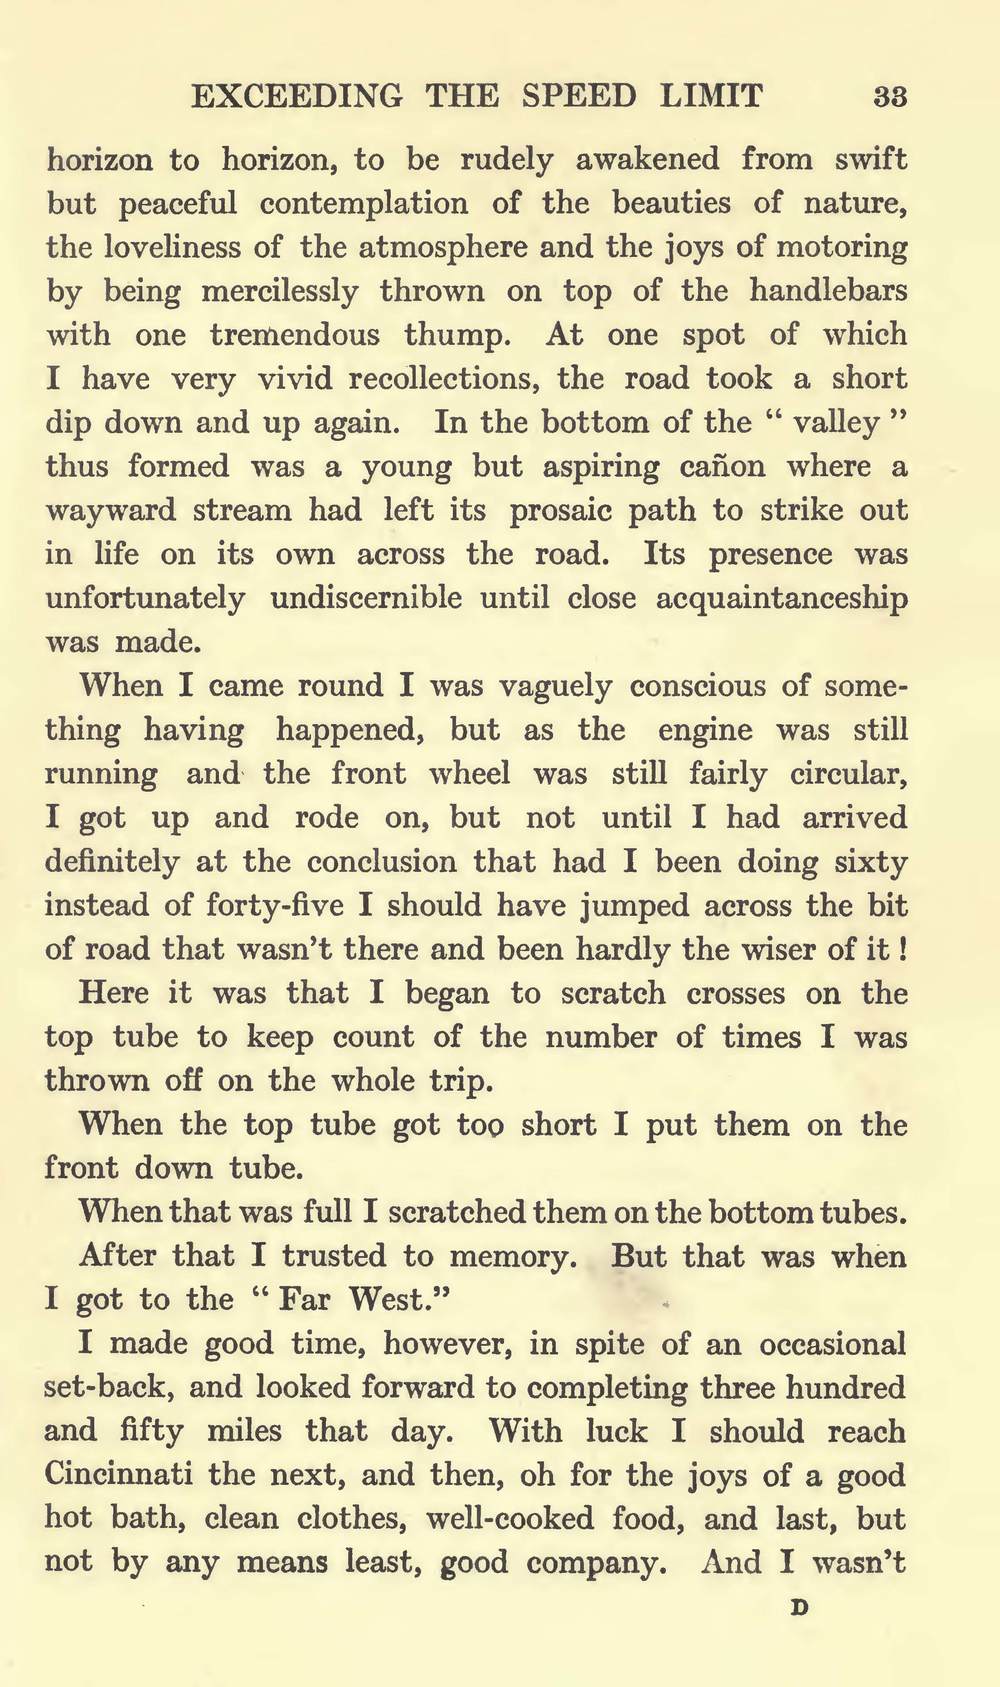 EXCEEDING THE SPEED LIMIT 33
horizon to horizon, to be rudely awakened from swift
but peaceful contemplation of the beauties of nature,
the loveliness of the atmosphere and the joys of motoring
by being mercilessly thrown on top of the handlebars
with one tremendous thump. At one spot of which
I have very vivid recollections, the road took a short
dip down and up again. In the bottom of the “ valley ”
thus formed was a young but aspiring cañon where a
wayward stream had left its prosaic path to strike out
in life on its own across the road. Its presence was
unfortunately undiscernible until close acquaintanceship
was made.
When I came round I was vaguely conscious of some-
thing having happened, but as the engine was still
running and the front wheel was still fairly circular,
I got up and rode on, but not until I had arrived
definitely at the conclusion that had I been doing sixty
instead of forty-five I should have jumped across the bit
of road that wasn’t there and been hardly the wiser of it !
Here it was that I began to scratch crosses on the
top tube to keep count of the number of times I was
thrown off on the whole trip.
When the top tube got too short I put them on the
front down tube.
When that was full I scratched them on the bottom tubes.
After that I trusted to memory. But that was when
I got to the “ Far West.”
I made good time, however, in spite of an occasional
set-back, and looked forward to completing three hundred
and fifty miles that day. With luck I should reach
Cincinnati the next, and then, oh for the joys of a good
hot bath, clean clothes, well-cooked food, and last, but
not by any means least, good company. And I wasn’t
D